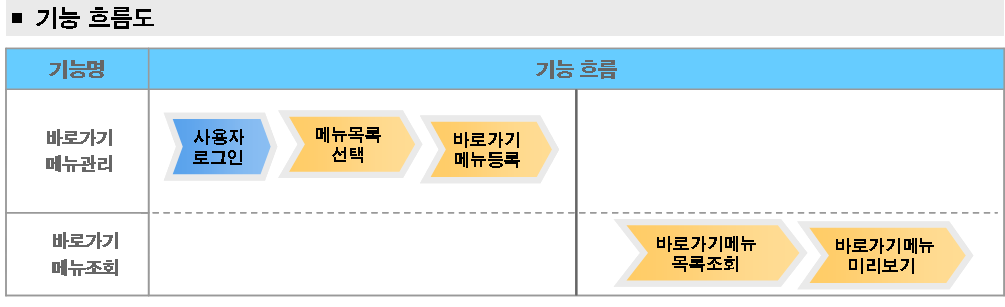 ■ 기능 흐름도
기능명
기능 흐름
바로가기
메뉴관리
사용자
로그인
메뉴목록
선택
바로가기
메뉴등록
바로가기
메뉴조회
바로가기메뉴
목록조회
바로가기메뉴
미리보기